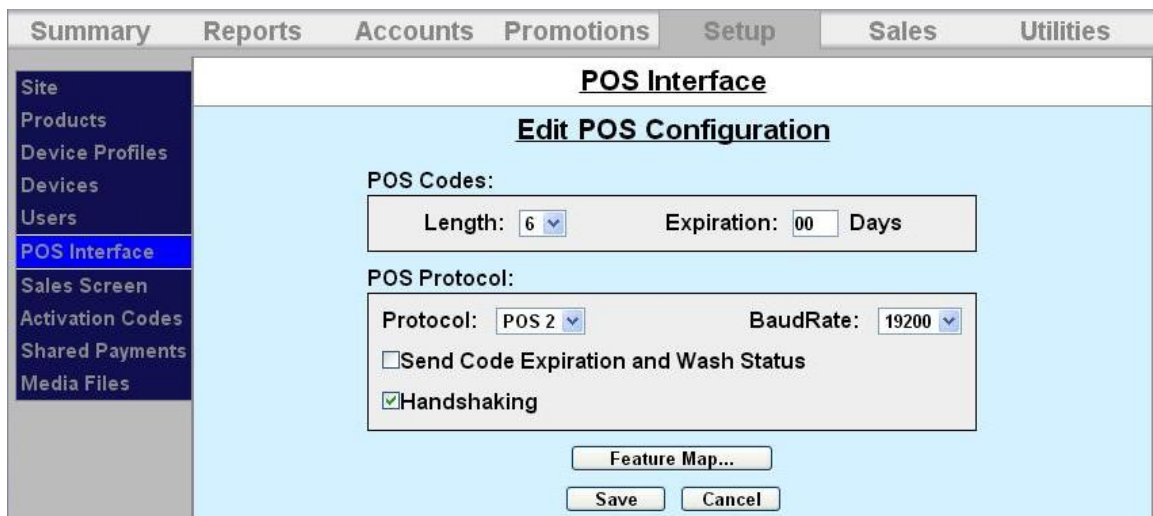 Summary Reports Accounts Promotions Setup Sales Utilities
Site
Products
Device Profiles
Devices
Users
POS Interface
Sales Screen
Activation Codes
Shared Payments
Media Files
POS Interface
Edit POS Configuration
POS Codes:
Length: 6 Expiration: 00 Days
POS Protocol:
Protocol: POS 2 BaudRate: 19200
Send Code Expiration and Wash Status
Handshaking
Feature Map...
Save Cancel